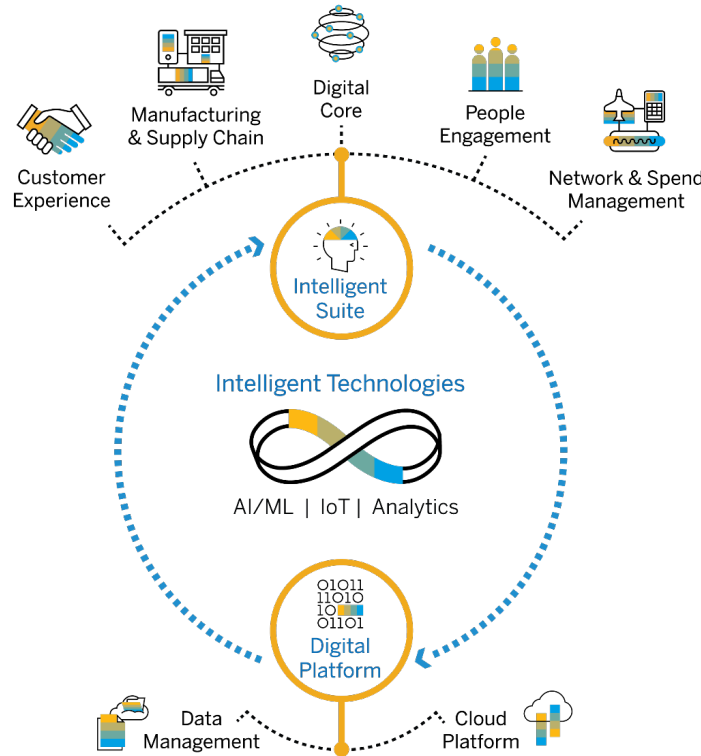 Digital
Core
Manufacturing
& Supply Chain
People
Engagement
Customer
Experience
Network & Spend
Management
Intelligent
Suite
Intelligent Technologies
AI/ML | IoT | Analytics
01011
11010
10
01101
Digital
Platform
Data
Management
Cloud
Platform